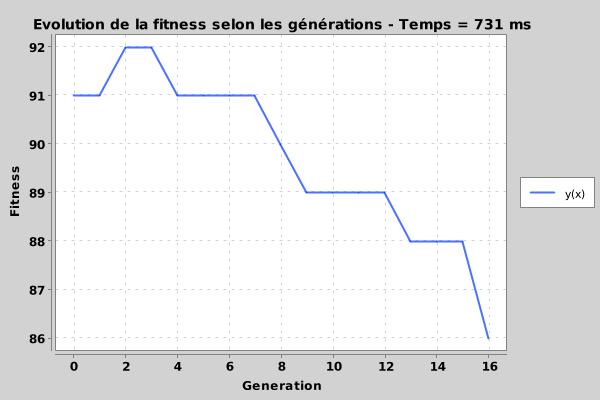 Evolution de la fitness selon les générations - Temps = 731 ms
92
91
90
89
88
87
86
Fitness
0 2 4 6 8 10 12 14 16
Generation
y(x)